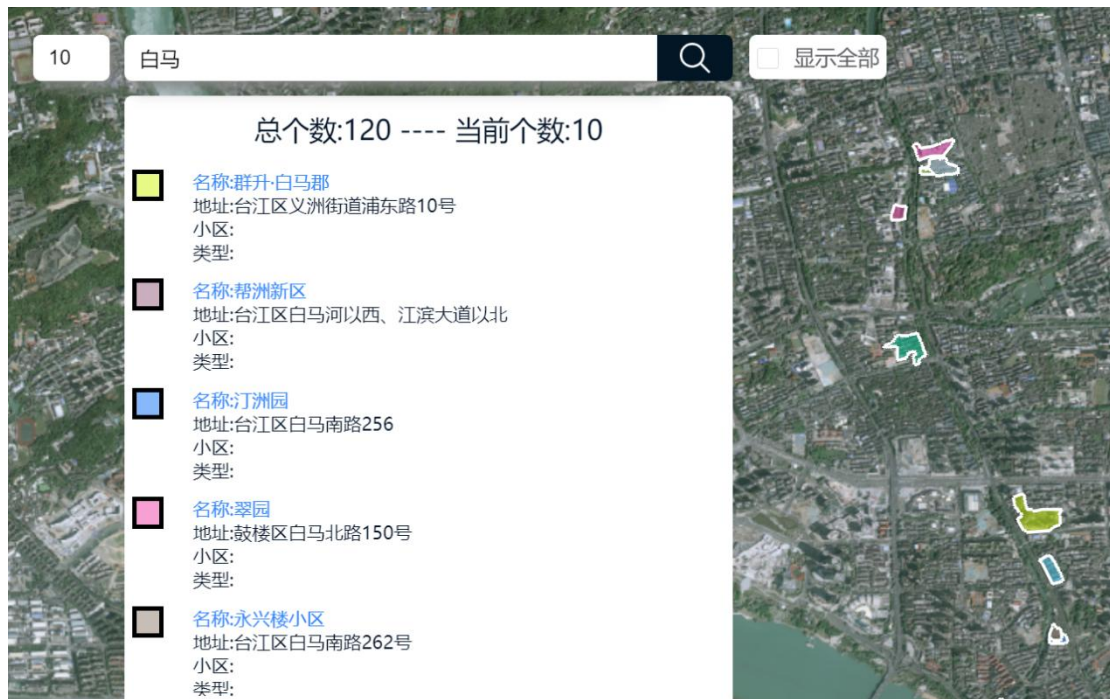 10
白马
显示全部
总个数:120 ---- 当前个数:10
名称:群升·白马郡
地址:台江区义洲街道浦东路10号
小区:
类型:
名称:帮洲新区
地址:台江区白马河以西、江滨大道以北
小区:
类型:
名称:汀洲园
地址:台江区白马南路256
小区:
类型:
名称:翠园
地址:鼓楼区白马北路150号
小区:
类型:
名称:永兴楼小区
地址:台江区白马南路262号
小区:
类型: